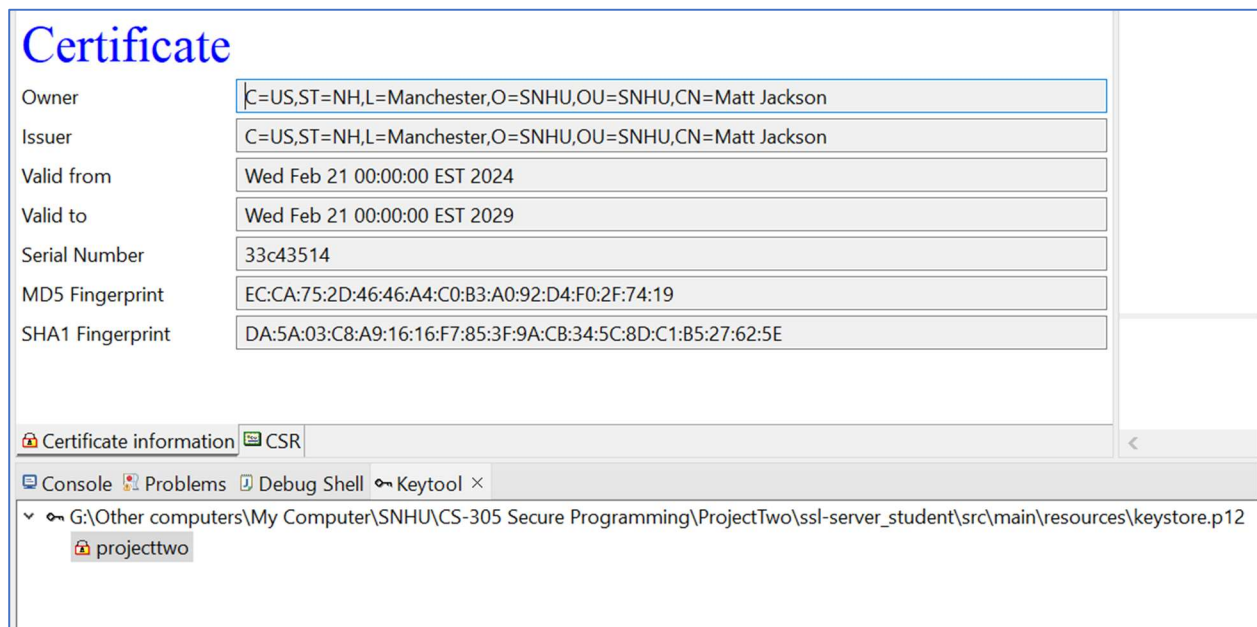 Certificate
Owner C=US,ST=NH,L=Manchester,O=SNHU,OU=SNHU,CN=Matt Jackson
Issuer C=US,ST=NH,L=Manchester,O=SNHU,OU=SNHU,CN=Matt Jackson
Valid from Wed Feb 21 00:00:00 EST 2024
Valid to Wed Feb 21 00:00:00 EST 2029
Serial Number 33c43514
MD5 Fingerprint EC:CA:75:2D:46:46:A4:C0:B3:A0:92:D4:F0:2F:74:19
SHA1 Fingerprint DA:5A:03:C8:A9:16:16:F7:85:3F:9A:CB:34:5C:8D:C1:B5:27:62:5E
Certificate information CSR
Console Problems Debug Shell Keytool
G:\Other computers\My Computer\SNHU\CS-305 Secure Programming\ProjectTwo\ssl-server_student\src\main\resources\keystore.p12
projecttwo